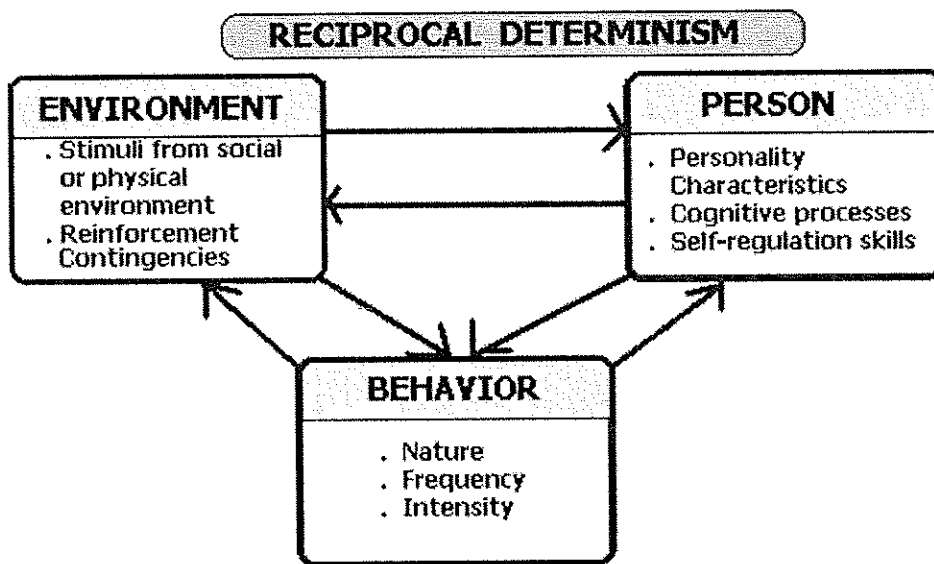 RECIPROCAL DETERMINISM
ENVIRONMENT
. Stimuli from social
or physical
environment
. Reinforcement
Contingencies
PERSON
. Personality
Characteristics
. Cognitive processes
. Self-regulation skills
BEHAVIOR
. Nature
. Frequency
. Intensity